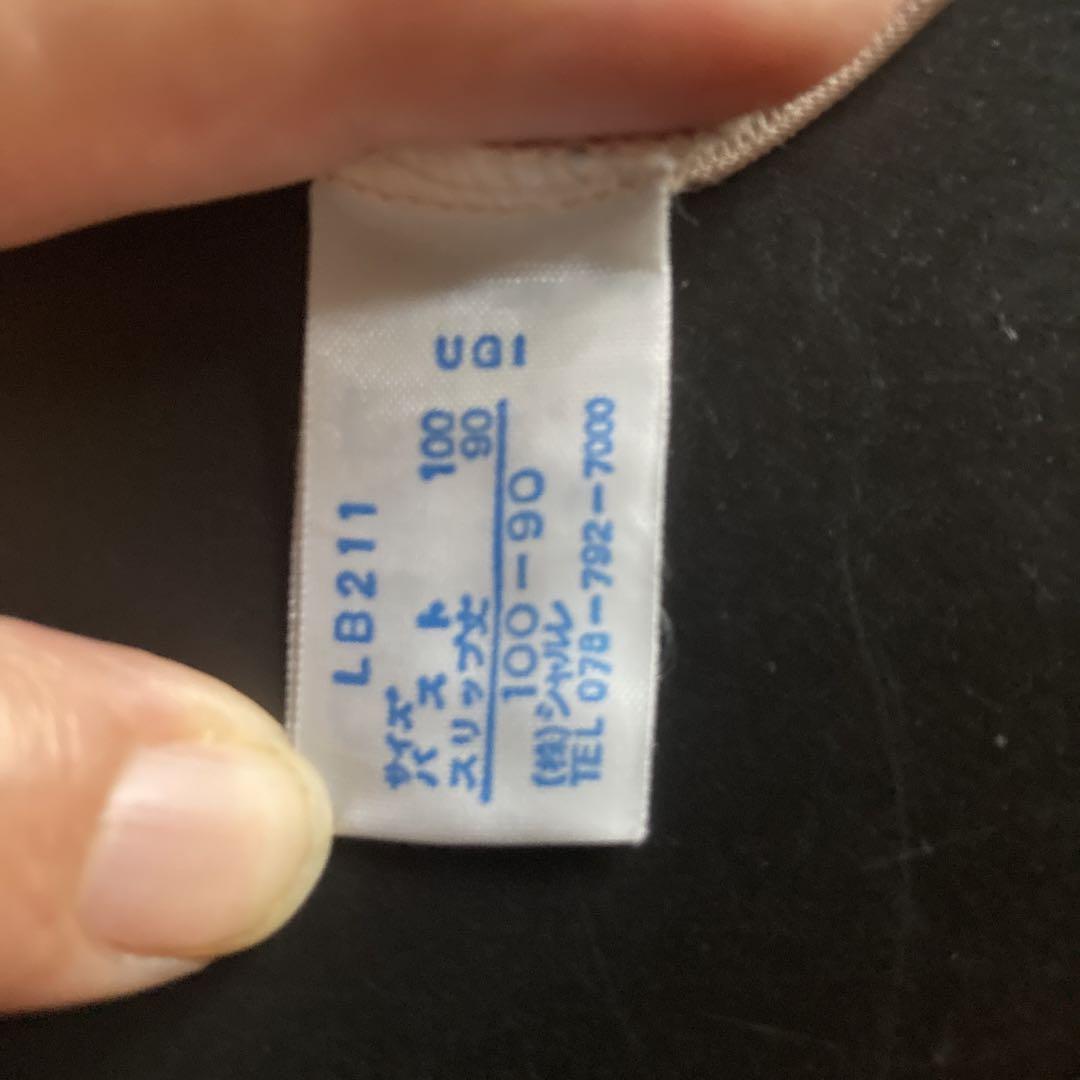 LB211
サイズ
バスト 100
スリップ丈 90
100-90
(株)シャルレ
TEL 078-792-7000
UGI